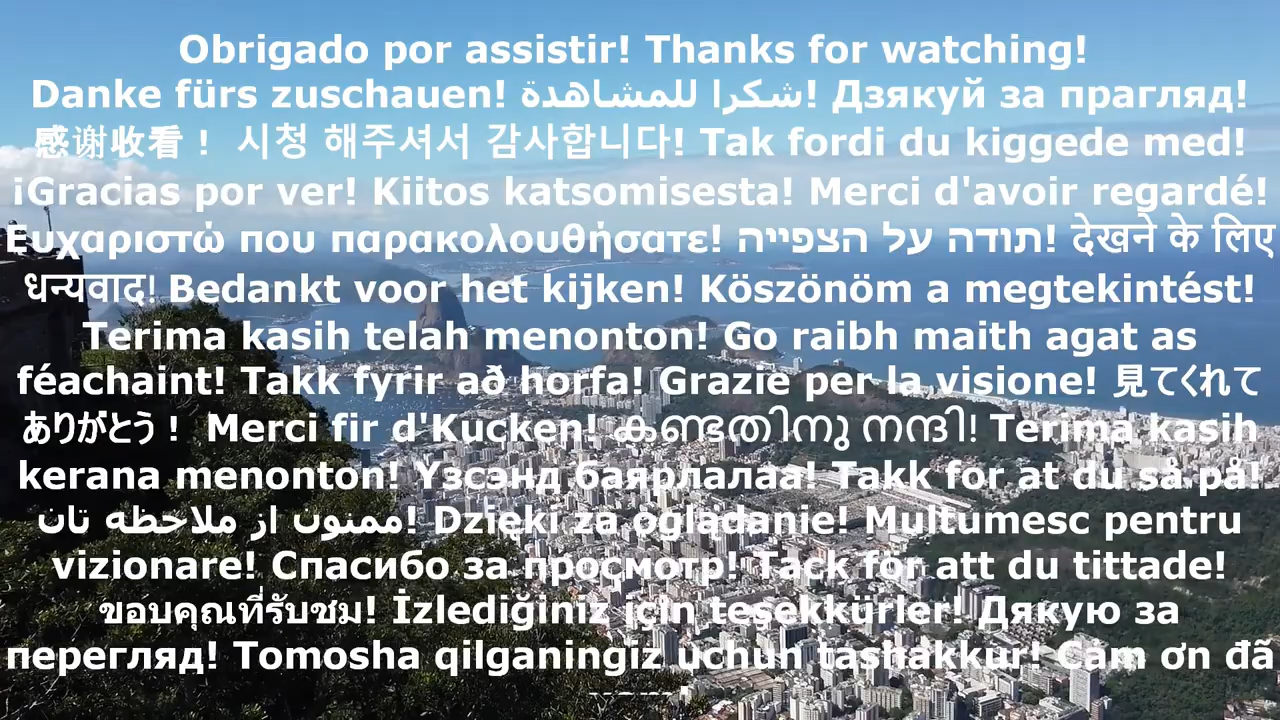 Obrigado por assistir! Thanks for watching!
Danke fürs zuschauen! شكرا للمشاهدة! Дзякуй за прагляд!
感谢收看！ 시청 해주셔서 감사합니다! Tak fordi du kiggede med!
¡Gracias por ver! Kiitos katsomisesta! Merci d'avoir regardé!
Ευχαριστώ που παρακολουθήσατε! תודה על הצפייה! देखने के लिए
धन्यवाद! Bedankt voor het kijken! Köszönöm a megtekintést!
Terima kasih telah menonton! Go raibh maith agat as
féachaint! Takk fyrir að horfa! Grazie per la visione! 見てくれて
ありがとう！ Merci fir d'Kucken! കണ്ടതിനു നന്ദി! Terima kasih
kerana menonton! Үзсэнд баярлалаа! Takk for at du så på!
ممنون از ملاحظه تان! Dzięki za oglądanie! Multumesc pentru
vizionare! Спасибо за просмотр! Tack för att du tittade!
ขอบคุณที่รับชม! İzlediğiniz için teşekkürler! Дякую за
перегляд! Tomosha qilganingiz uchun tashakkur! Cảm ơn đã